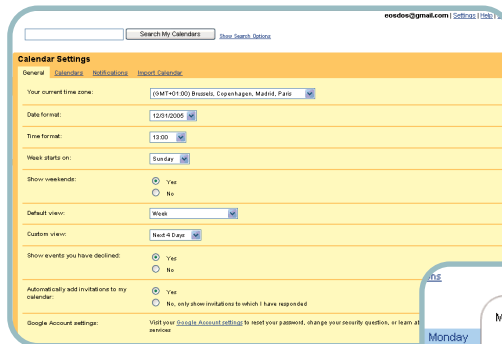 eosdos@gmail.com | Settings | Help |
Search My Calendars Show Search Options
Calendar Settings
General Calendars Notifications Import Calendar
Your current time zone: (GMT+01:00) Brussels, Copenhagen, Madrid, Paris
Date format: 12/31/2005
Time format: 13:00
Week starts on: Sunday
Show weekends: Yes
No
Default view: Week
Custom view: Next 4 Days
Show events you have declined: Yes
No
Automatically add invitations to my calendar: Yes
No, only show invitations to which I have responded
Google Account settings: Visit your Google Account settings to reset your password, change your security question, or learn
services
ns
M
Monday